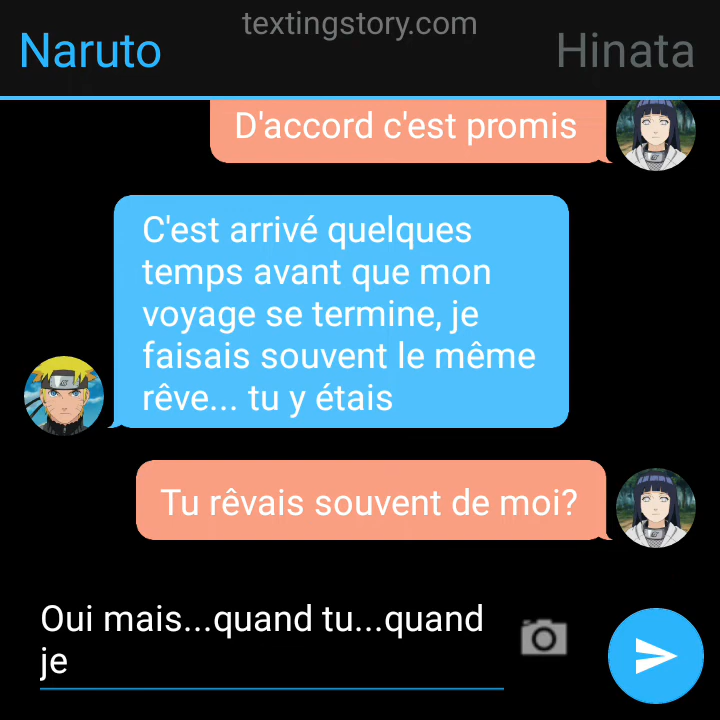 textingstory.com
Naruto
Hinata
D'accord c'est promis
C'est arrivé quelques
temps avant que mon
voyage se termine, je
faisais souvent le même
rêve... tu y étais
Tu rêvais souvent de moi?
Oui mais...quand tu...quand
je